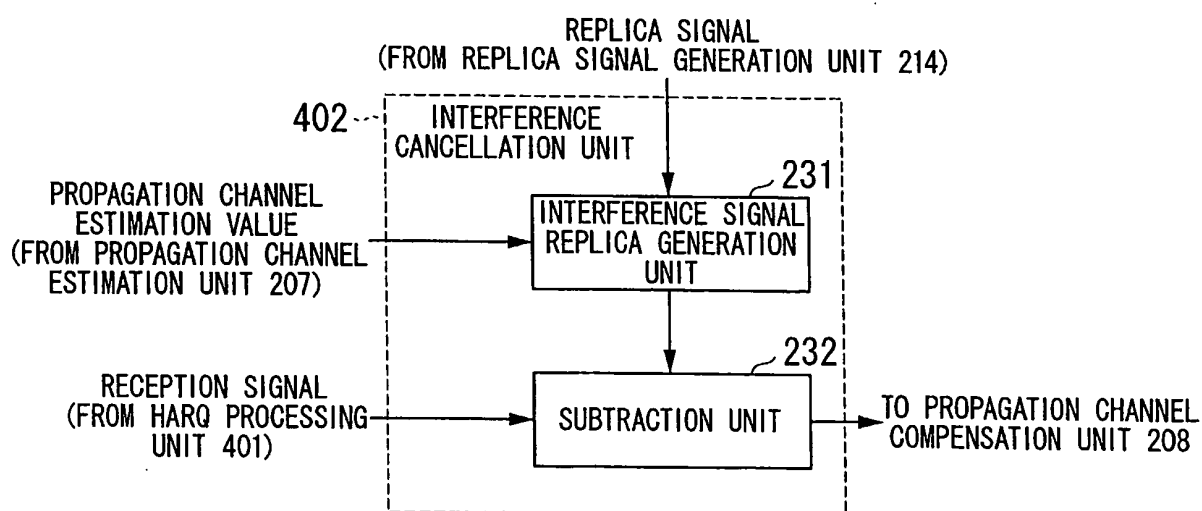 REPLICA SIGNAL
(FROM REPLICA SIGNAL GENERATION UNIT 214)
402
INTERFERENCE
CANCELLATION UNIT
231
PROPAGATION CHANNEL
ESTIMATION VALUE
(FROM PROPAGATION CHANNEL
ESTIMATION UNIT 207)
INTERFERENCE SIGNAL
REPLICA GENERATION
UNIT
232
RECEPTION SIGNAL
(FROM HARQ PROCESSING
UNIT 401)
SUBTRACTION UNIT
TO PROPAGATION CHANNEL
COMPENSATION UNIT 208